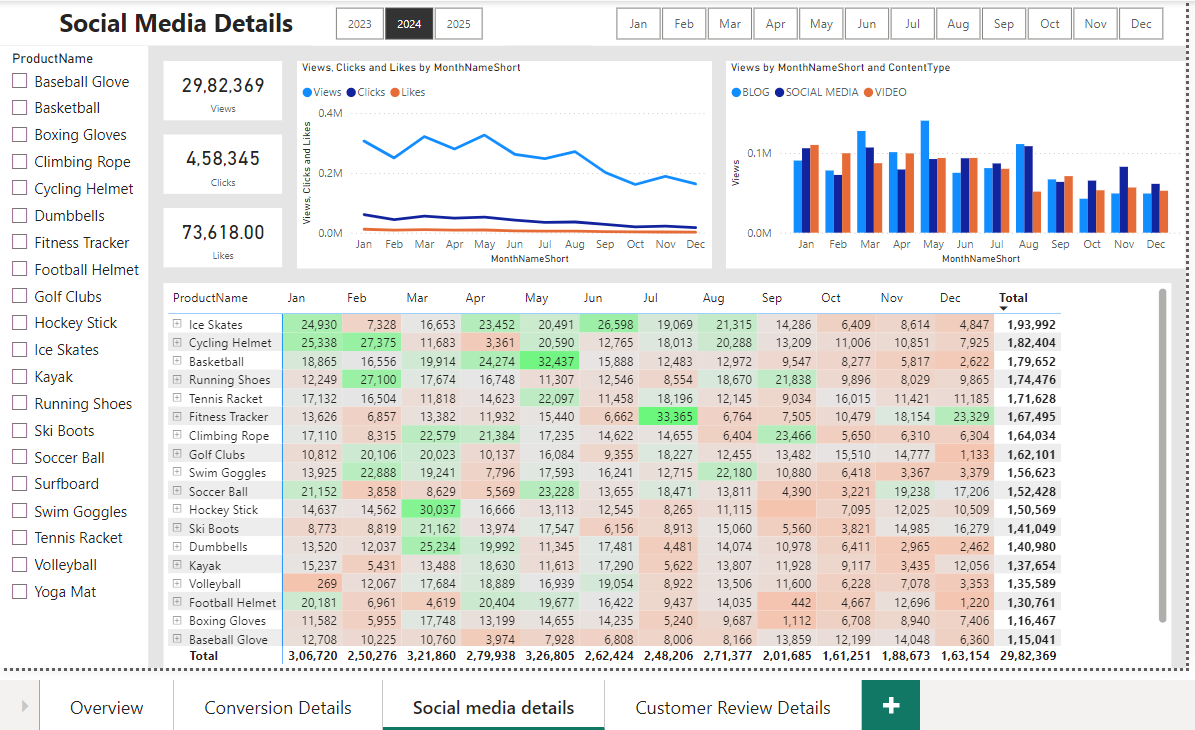 Social Media Details
2023 2024 2025
Jan Feb Mar Apr May Jun Jul Aug Sep Oct Nov Dec
ProductName
Baseball Glove
Basketball
Boxing Gloves
Climbing Rope
Cycling Helmet
Dumbbells
Fitness Tracker
Football Helmet
Golf Clubs
Hockey Stick
Ice Skates
Kayak
Running Shoes
Ski Boots
Soccer Ball
Surfboard
Swim Goggles
Tennis Racket
Volleyball
Yoga Mat
29,82,369
Views
4,58,345
Clicks
73,618.00
Likes
Views, Clicks and Likes by MonthNameShort
Views Clicks Likes
Views, Clicks and Likes
0.4M
0.2M
0.0M
Jan Feb Mar Apr May Jun Jul Aug Sep Oct Nov Dec
MonthNameShort
Views by MonthNameShort and ContentType
BLOG SOCIAL MEDIA VIDEO
Views
0.1M
0.0M
Jan Feb Mar Apr May Jun Jul Aug Sep Oct Nov Dec
MonthNameShort
ProductName Jan Feb Mar Apr May Jun Jul Aug Sep Oct Nov Dec Total
Ice Skates 24,930 7,328 16,653 23,452 20,491 26,598 19,069 21,315 14,286 6,409 8,614 4,847 1,93,992
Cycling Helmet 25,338 27,375 11,683 3,361 20,590 12,765 18,013 20,288 13,209 11,006 10,851 7,925 1,82,404
Basketball 18,865 16,556 19,914 24,274 32,437 15,888 12,483 12,972 9,547 8,277 5,817 2,622 1,79,652
Running Shoes 12,249 27,100 17,674 16,748 11,307 12,546 8,554 18,670 21,838 9,896 8,029 9,865 1,74,476
Tennis Racket 17,132 16,504 11,818 14,623 22,097 11,458 18,196 12,145 9,034 16,015 11,421 11,185 1,71,628
Fitness Tracker 13,626 6,857 13,382 11,932 15,440 6,662 33,365 6,764 7,505 10,479 18,154 23,329 1,67,495
Climbing Rope 17,110 8,315 22,579 21,384 17,235 14,622 14,655 6,404 23,466 5,650 6,310 6,304 1,64,034
Golf Clubs 10,812 20,106 20,023 10,137 16,084 9,355 18,227 12,455 13,482 15,510 14,777 1,133 1,62,101
Swim Goggles 13,925 22,888 19,241 7,796 17,593 16,241 12,715 22,180 10,880 6,418 3,367 3,379 1,56,623
Soccer Ball 21,152 3,858 8,629 5,569 23,228 13,655 18,471 13,811 4,390 3,221 19,238 17,206 1,52,428
Hockey Stick 14,637 14,562 30,037 16,666 13,113 12,545 8,265 11,115 7,095 12,025 10,509 1,50,569
Ski Boots 8,773 8,819 21,162 13,974 17,547 6,156 8,913 15,060 5,560 3,821 14,985 16,279 1,41,049
Dumbbells 13,520 12,037 25,234 19,992 11,345 17,481 4,481 14,074 10,978 6,411 2,965 2,462 1,40,980
Kayak 15,237 5,431 13,488 18,630 11,613 17,290 5,622 13,807 11,928 9,117 3,435 12,056 1,37,654
Volleyball 269 12,067 17,684 18,889 16,939 19,054 8,922 13,506 11,600 6,228 7,078 3,353 1,35,589
Football Helmet 20,181 6,961 4,619 20,404 19,677 16,422 9,437 14,035 442 4,667 12,696 1,220 1,30,761
Boxing Gloves 11,582 5,955 17,748 13,199 14,655 14,235 5,240 9,687 1,112 6,708 8,940 7,406 1,16,467
Baseball Glove 12,708 10,225 10,760 3,974 7,928 6,808 8,006 8,166 13,859 12,199 14,048 6,360 1,15,041
Total 3,06,720 2,50,276 3,21,860 2,79,938 3,26,805 2,62,424 2,48,206 2,71,377 2,01,685 1,61,251 1,88,673 1,63,154 29,82,369
Overview Conversion Details Social media details Customer Review Details +